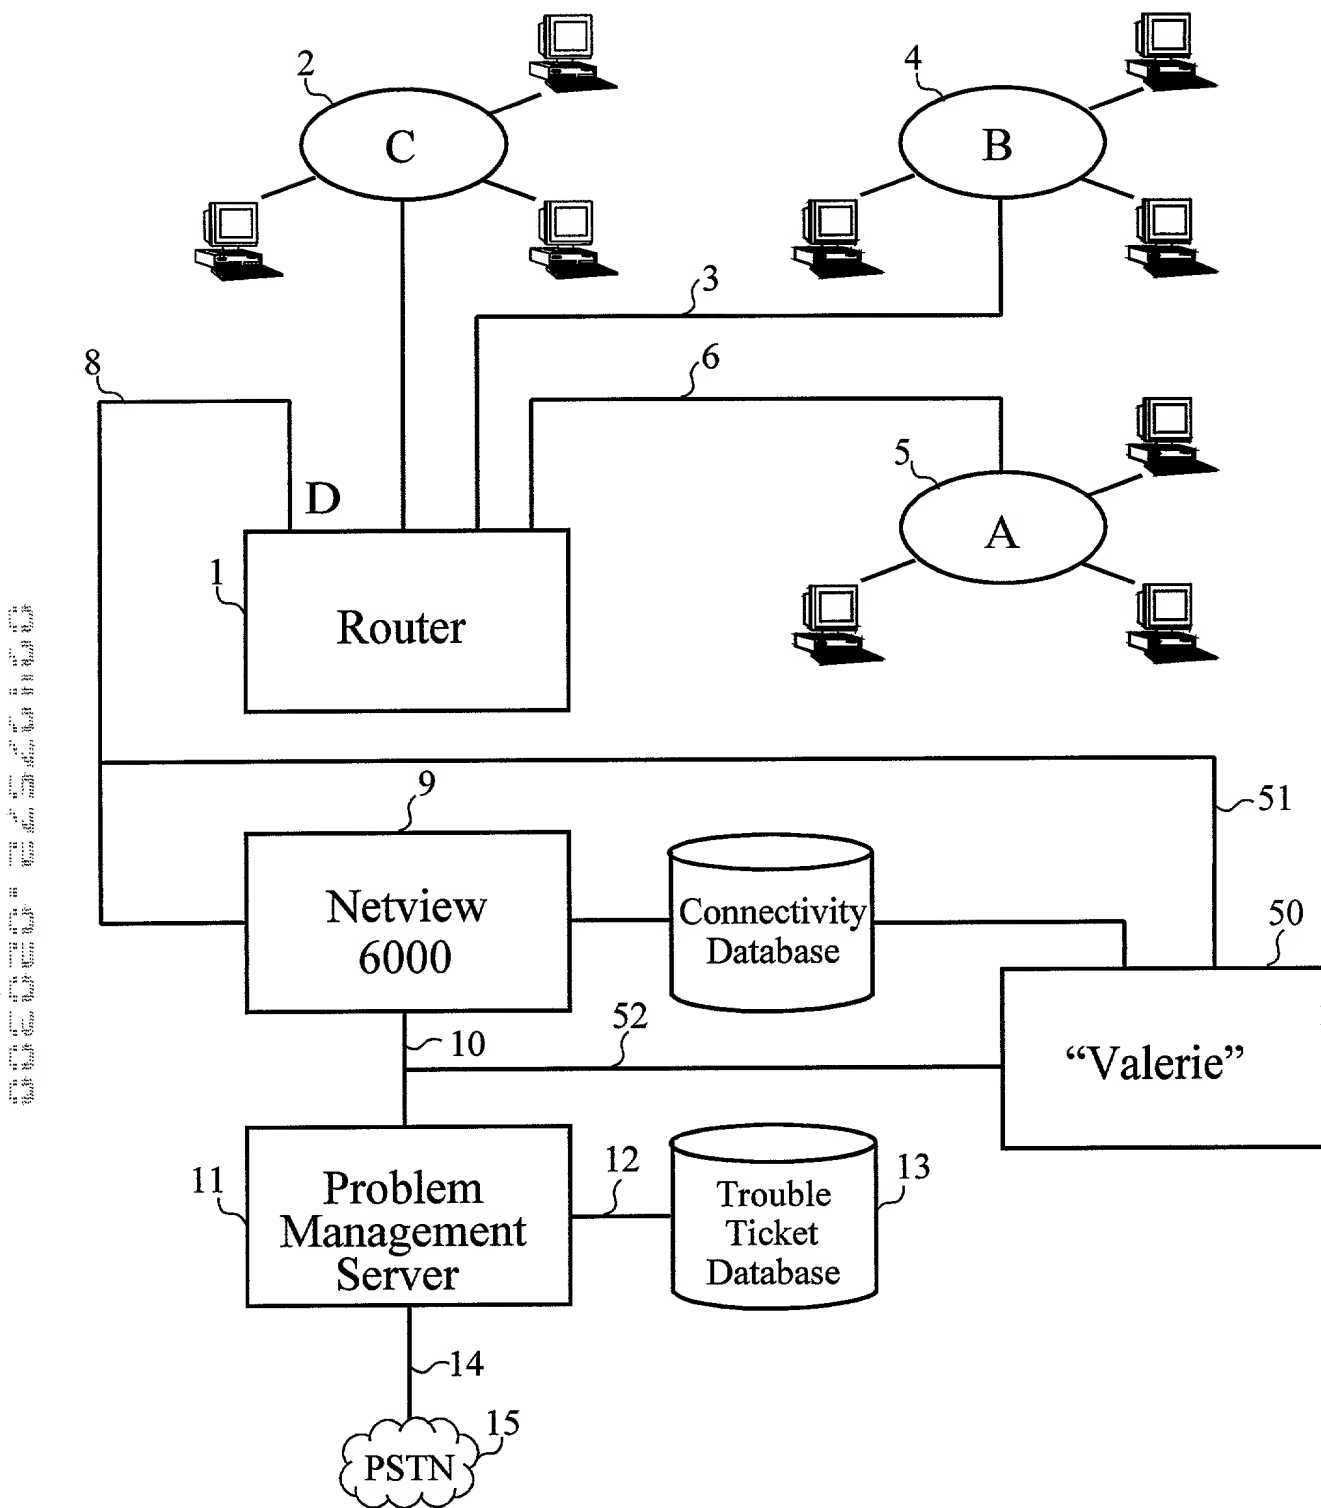 2
C
4
B
3
8
6
D
5
A
1
Router
9
51
Netview
6000
Connectivity
Database
50
10
52
“Valerie”
11
Problem
Management
Server
12
Trouble
Ticket
Database
13
14
15
PSTN